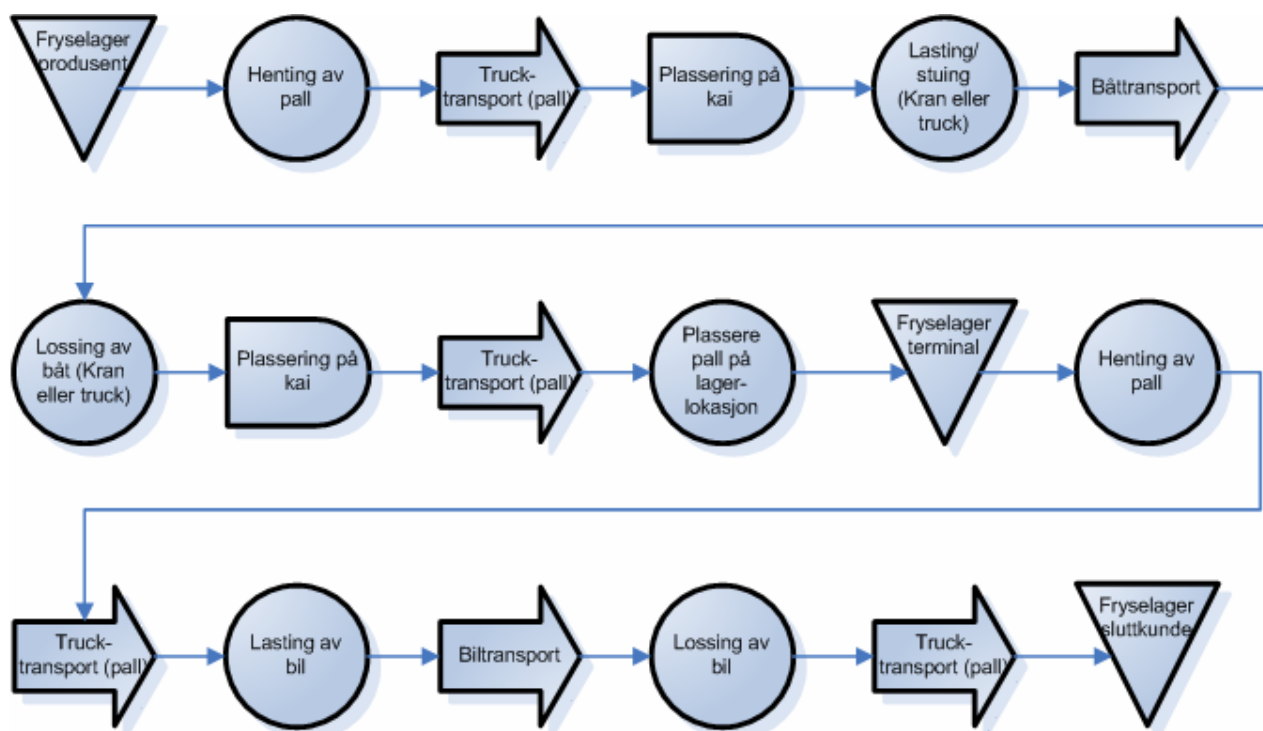 Fryselager
produsent
Henting av
pall
Truck-
transport (pall)
Plassering på
kai
Lasting/
stuing
(Kran eller
truck)
Båttransport
Lossing av
båt (Kran
eller truck)
Plassering på
kai
Truck-
transport (pall)
Plassere
pall på
lager-
lokasjon
Fryselager
terminal
Henting av
pall
Truck-
transport (pall)
Lasting av
bil
Biltransport
Lossing av
bil
Truck-
transport (pall)
Fryselager
sluttkunde